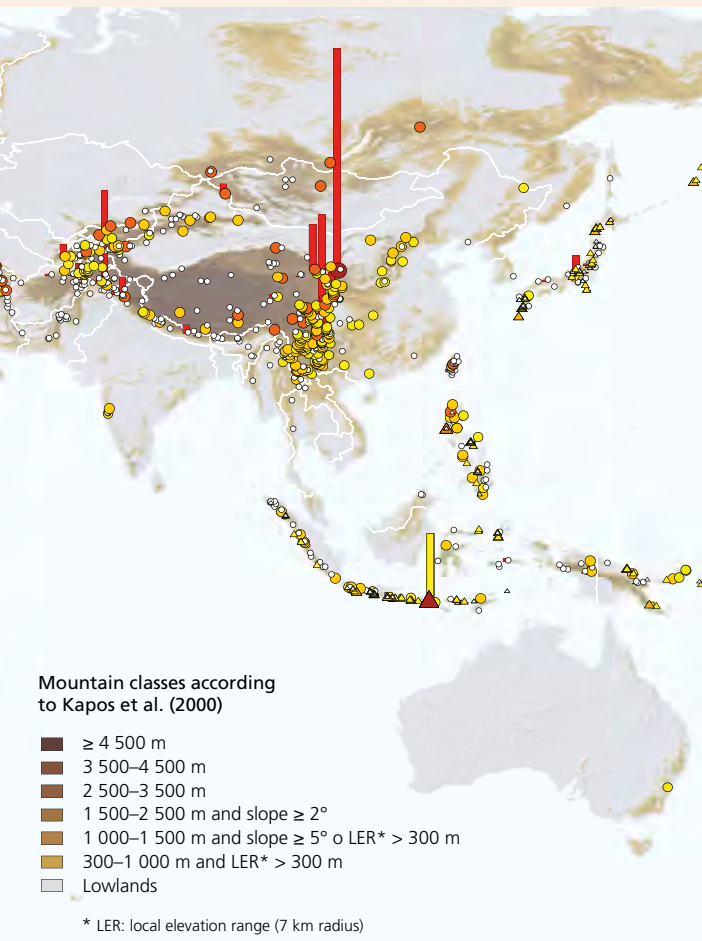 Mountain classes according
to Kapos et al. (2000)
≥ 4 500 m
3 500–4 500 m
2 500–3 500 m
1 500–2 500 m and slope ≥ 2°
1 000–1 500 m and slope ≥ 5° o LER* > 300 m
300–1 000 m and LER* > 300 m
Lowlands
* LER: local elevation range (7 km radius)